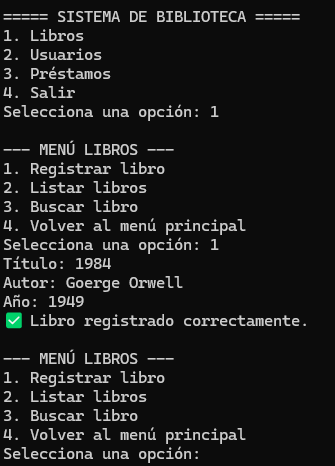 ===== SISTEMA DE BIBLIOTECA =====
1. Libros
2. Usuarios
3. Préstamos
4. Salir
Selecciona una opción: 1

--- MENÚ LIBROS ---
1. Registrar libro
2. Listar libros
3. Buscar libro
4. Volver al menú principal
Selecciona una opción: 1
Título: 1984
Autor: Goerge Orwell
Año: 1949
✅ Libro registrado correctamente.

--- MENÚ LIBROS ---
1. Registrar libro
2. Listar libros
3. Buscar libro
4. Volver al menú principal
Selecciona una opción: